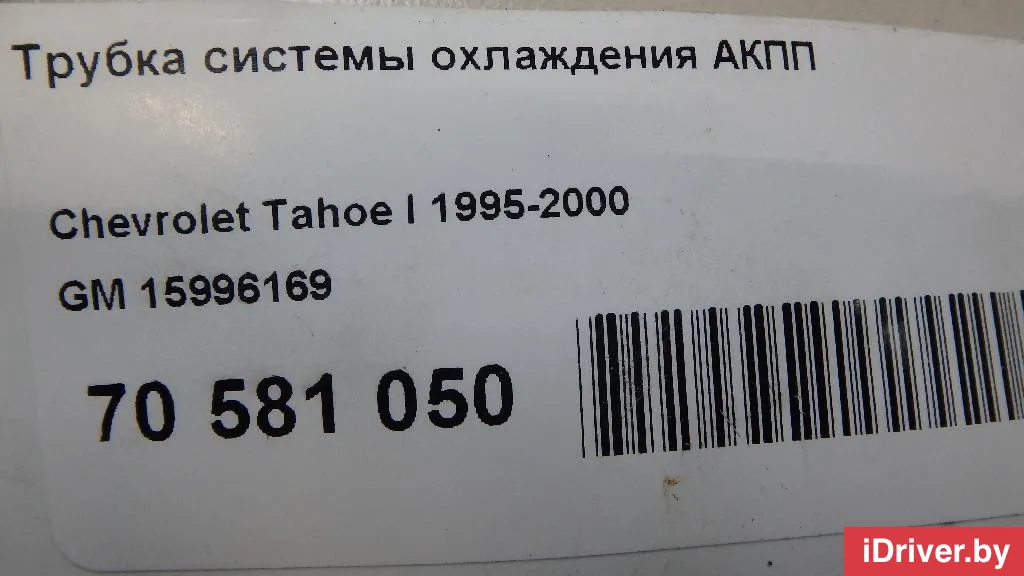 Трубка системы охлаждения АКПП
Chevrolet Tahoe I 1995-2000
GM 15996169
70 581 050
iDriver.by